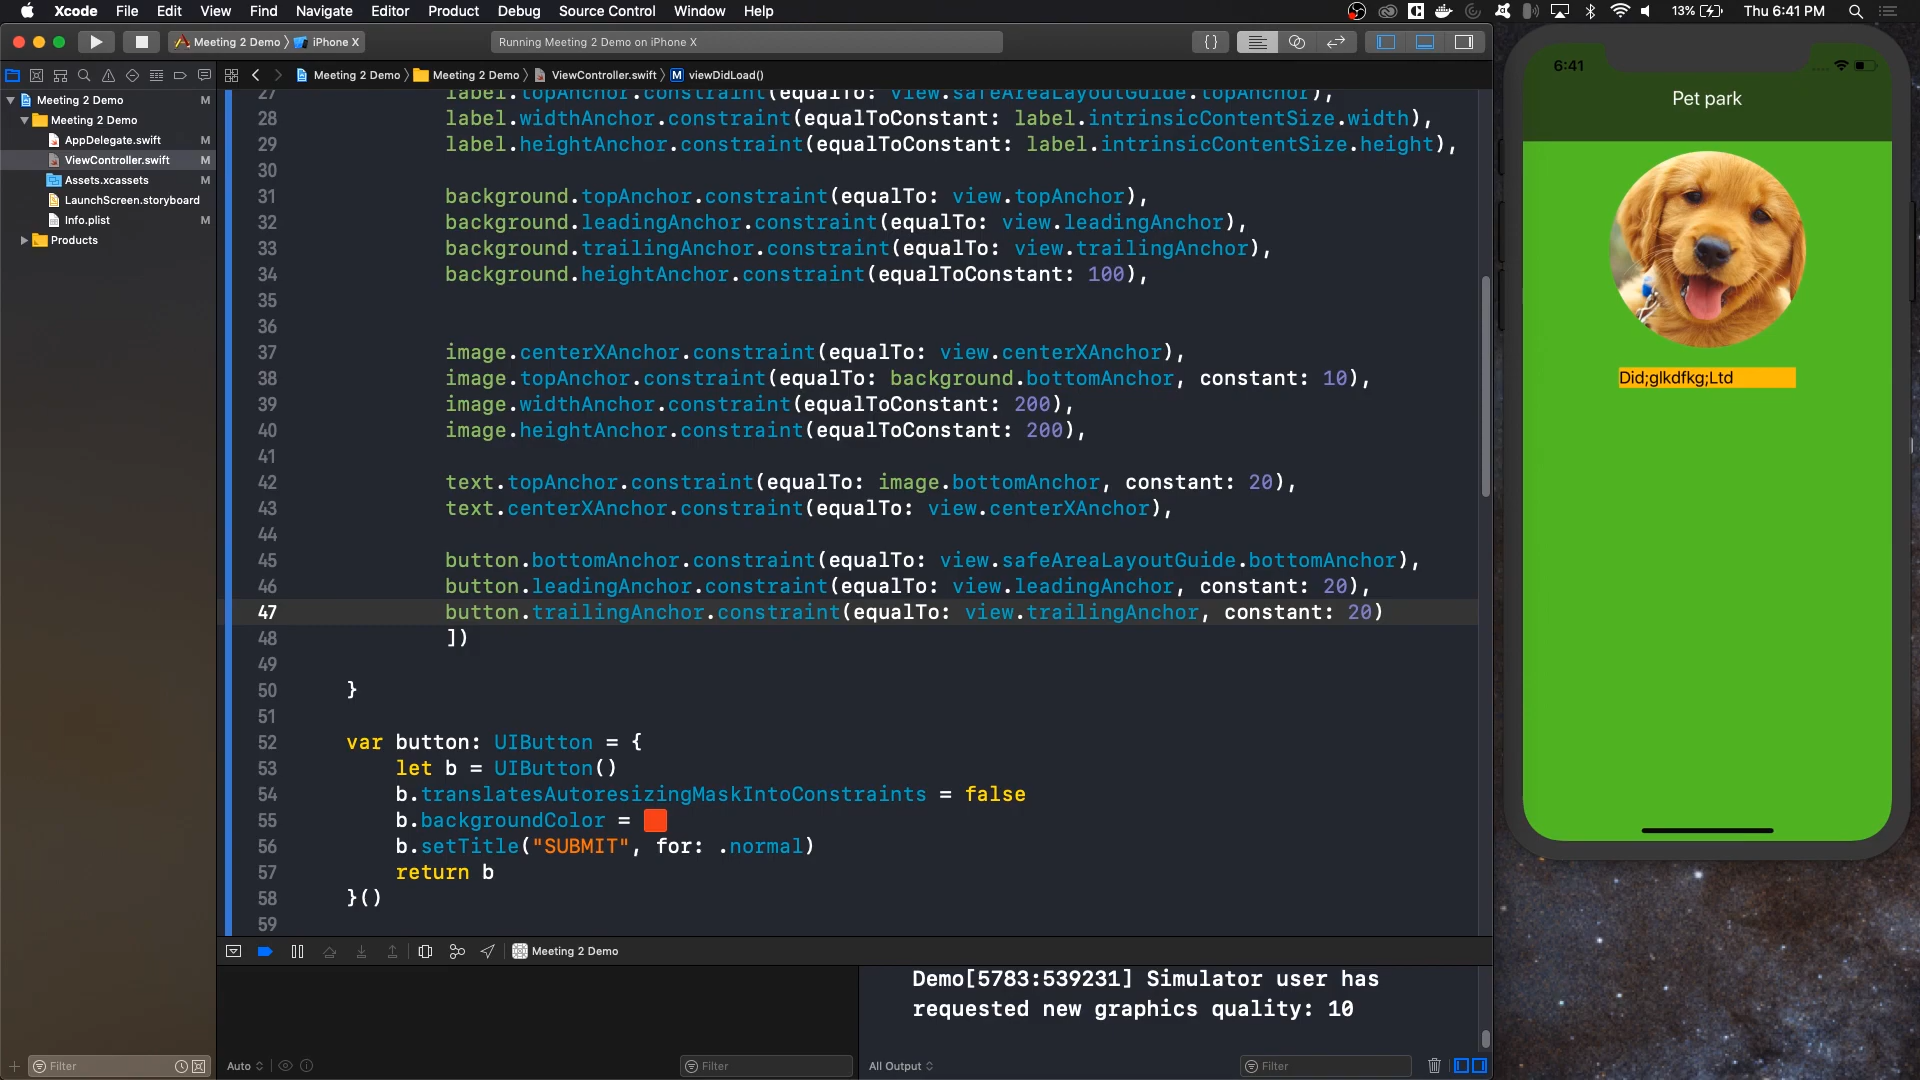 Xcode File Edit View Find Navigate Editor Product Debug Source Control Window Help 13% Thu 6:41 PM
Meeting 2 Demo iPhone X Running Meeting 2 Demo on iPhone X
Meeting 2 Demo Meeting 2 Demo ViewController.swift M viewDidLoad()
Meeting 2 Demo M
Meeting 2 Demo
AppDelegate.swift M
ViewController.swift M
Assets.xcassets M
LaunchScreen.storyboard
Info.plist M
Products
27 label.topAnchor.constraint(equalTo: view.safeAreaLayoutGuide.topAnchor),
28 label.widthAnchor.constraint(equalToConstant: label.intrinsicContentSize.width),
29 label.heightAnchor.constraint(equalToConstant: label.intrinsicContentSize.height),
30
31 background.topAnchor.constraint(equalTo: view.topAnchor),
32 background.leadingAnchor.constraint(equalTo: view.leadingAnchor),
33 background.trailingAnchor.constraint(equalTo: view.trailingAnchor),
34 background.heightAnchor.constraint(equalToConstant: 100),
35
36
37 image.centerXAnchor.constraint(equalTo: view.centerXAnchor),
38 image.topAnchor.constraint(equalTo: background.bottomAnchor, constant: 10),
39 image.widthAnchor.constraint(equalToConstant: 200),
40 image.heightAnchor.constraint(equalToConstant: 200),
41
42 text.topAnchor.constraint(equalTo: image.bottomAnchor, constant: 20),
43 text.centerXAnchor.constraint(equalTo: view.centerXAnchor),
44
45 button.bottomAnchor.constraint(equalTo: view.safeAreaLayoutGuide.bottomAnchor),
46 button.leadingAnchor.constraint(equalTo: view.leadingAnchor, constant: 20),
47 button.trailingAnchor.constraint(equalTo: view.trailingAnchor, constant: 20)
48 ])
49
50 }
51
52 var button: UIButton = {
53 let b = UIButton()
54 b.translatesAutoresizingMaskIntoConstraints = false
55 b.backgroundColor =
56 b.setTitle("SUBMIT", for: .normal)
57 return b
58 }()
59
Meeting 2 Demo
Demo[5783:539231] Simulator user has
requested new graphics quality: 10
Filter Auto Filter All Output Filter
6:41
Pet park
Did;glkdfkg;Ltd